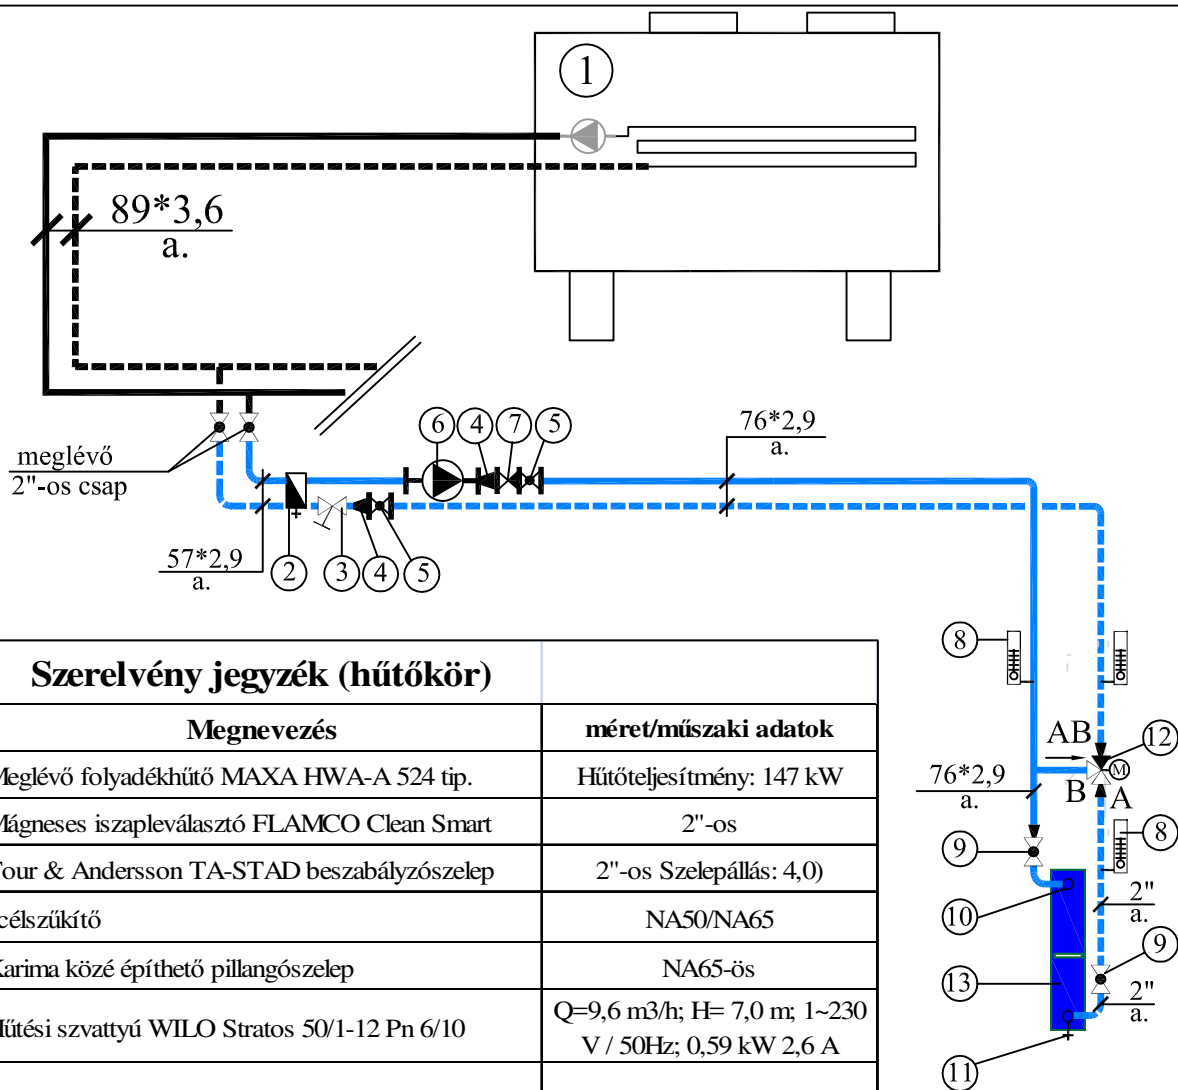 1
89*3,6
a.
meglévő
2"-os csap
6
4
7
5
76*2,9
a.
57*2,9
a.
2
3
4
5
8
AB
12
M
76*2,9
a.
B
A
8
9
10
2"
a.
9
13
2"
a.
11
Szerelvény jegyzék (hűtőkör)
Megnevezés
méret/műszaki adatok
Meglévő folyadékhűtő MAXA HWA-A 524 tip.
Hűtőteljesítmény: 147 kW
Mágneses iszapleválasztó FLAMCO Clean Smart
2"-os
Tour & Andersson TA-STAD beszabályzószelep
2"-os Szelepállás: 4,0)
célszűkítő
NA50/NA65
Karima közé építhető pillangószelep
NA65-ös
Hűtési szvattyú WILO Stratos 50/1-12 Pn 6/10
Q=9,6 m3/h; H= 7,0 m; 1~230
V / 50Hz; 0,59 kW 2,6 A